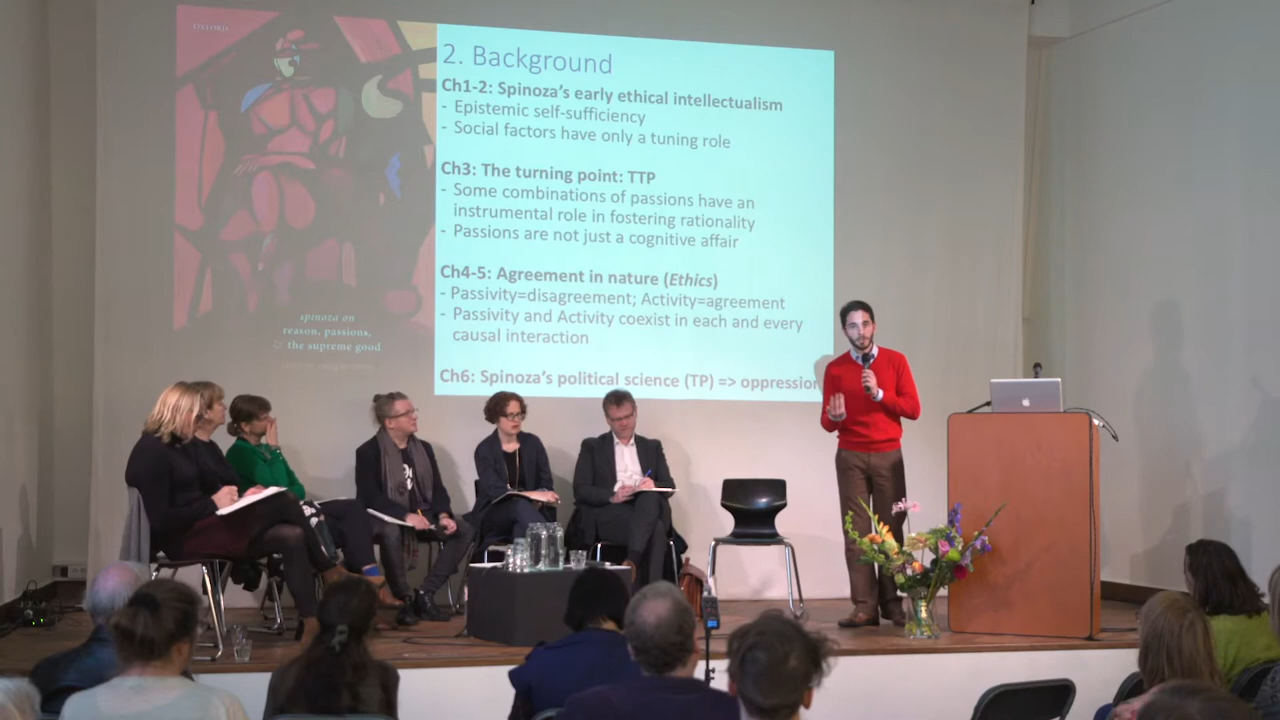 OXFORD
spinoza on
reason, passions,
& the supreme good
2. Background
Ch1-2: Spinoza's early ethical intellectualism
- Epistemic self-sufficiency
- Social factors have only a tuning role
Ch3: The turning point: TTP
- Some combinations of passions have an
instrumental role in fostering rationality
- Passions are not just a cognitive affair
Ch4-5: Agreement in nature (Ethics)
- Passivity=disagreement; Activity=agreement
- Passivity and Activity coexist in each and every
causal interaction
Ch6: Spinoza's political science (TP) => oppression